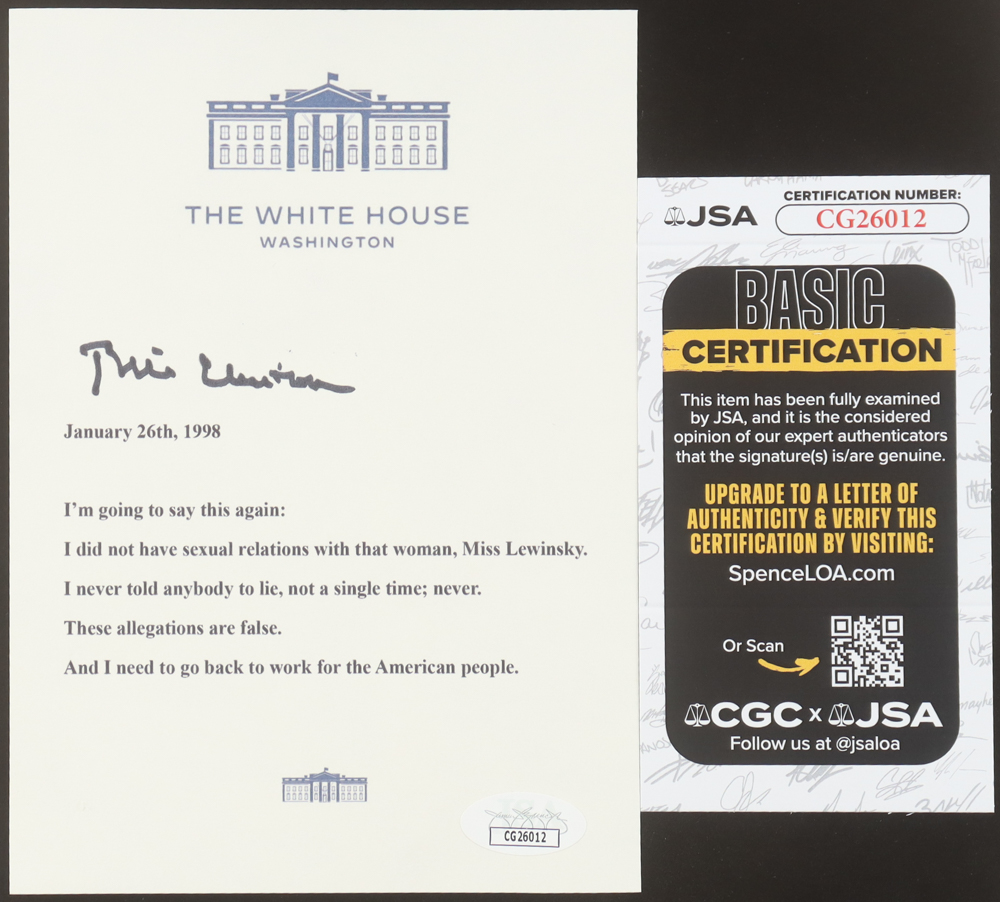 THE WHITE HOUSE
WASHINGTON
Bill Clinton
January 26th, 1998
I’m going to say this again:
I did not have sexual relations with that woman, Miss Lewinsky.
I never told anybody to lie, not a single time; never.
These allegations are false.
And I need to go back to work for the American people.
CG26012
JSA
CERTIFICATION NUMBER:
CG26012
BASIC
CERTIFICATION
This item has been fully examined
by JSA, and it is the considered
opinion of our expert authenticators
that the signature(s) is/are genuine.
UPGRADE TO A LETTER OF
AUTHENTICITY & VERIFY THIS
CERTIFICATION BY VISITING:
SpenceLOA.com
Or Scan
CGC x JSA
Follow us at @jsaloa